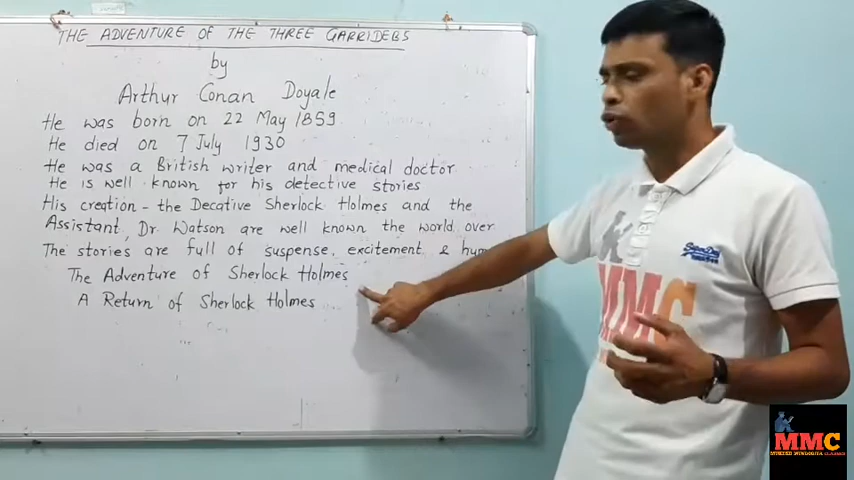 THE ADVENTURE OF THE THREE GARRIDEBS
by
Arthur Conan Doyale
He was born on 22 May 1859
He died on 7 July 1930
He was a British writer and medical doctor
He is well known for his detective stories
His creation - the Decative Sherlock Holmes and the
Assistant, Dr Watson are well known the world over
The stories are full of suspense, excitement &
The Adventure of Sherlock Holmes
A Return of Sherlock Holmes
MMC
SuperDry
MMC